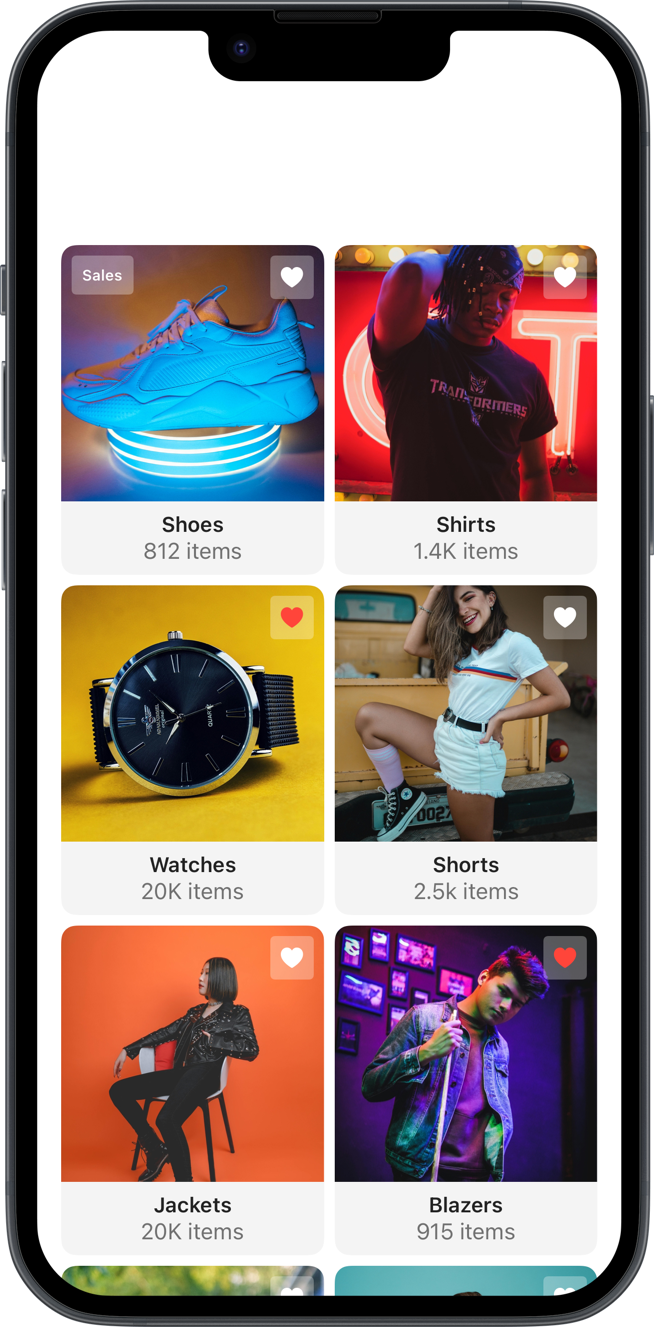 Sales
TRANSFORMERS
Shoes
812 items
Shirts
1.4K items
QUARTZ
Watches
20K items
Shorts
2.5k items
Jackets
20K items
Blazers
915 items